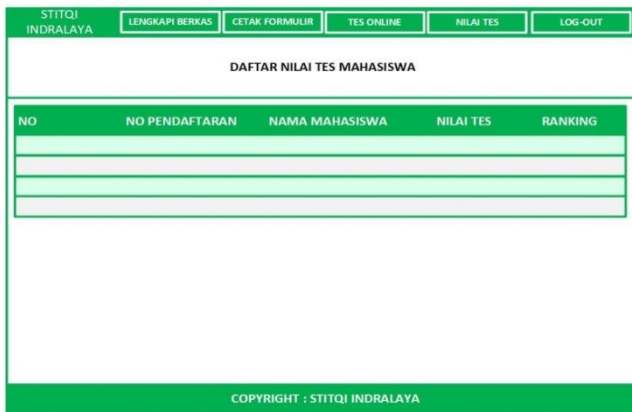 STITQI
INDRALAYA
LENGKAPI BERKAS
CETAK FORMULIR
TES ONLINE
NILAI TES
LOG-OUT
DAFTAR NILAI TES MAHASISWA
NO NO PENDAFTARAN NAMA MAHASISWA NILAI TES RANKING
COPYRIGHT : STITQI INDRALAYA